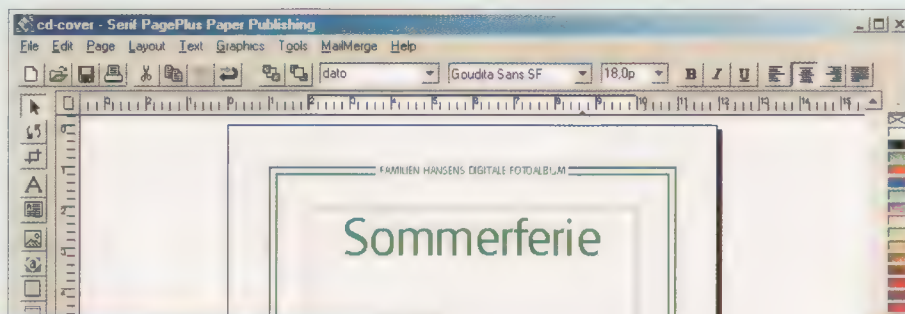 cd-cover - Serif PagePlus Paper Publishing
File Edit Page Layout Text Graphics Tools MailMerge Help
dato Goudita Sans SF 18,0p B I U
FAMILIEN HANSENS DIGITALE FOTOALBUM
Sommerferie